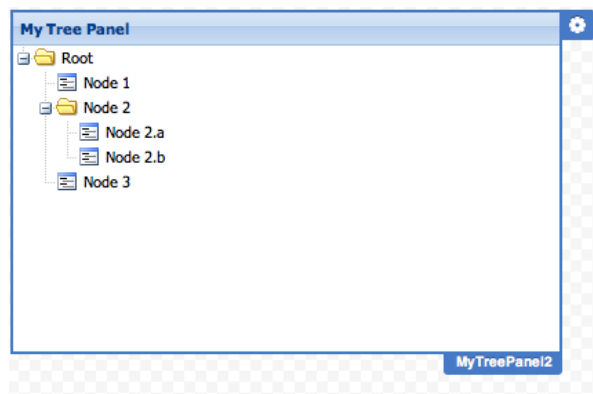 My Tree Panel
Root
Node 1
Node 2
Node 2.a
Node 2.b
Node 3
MyTreePanel2